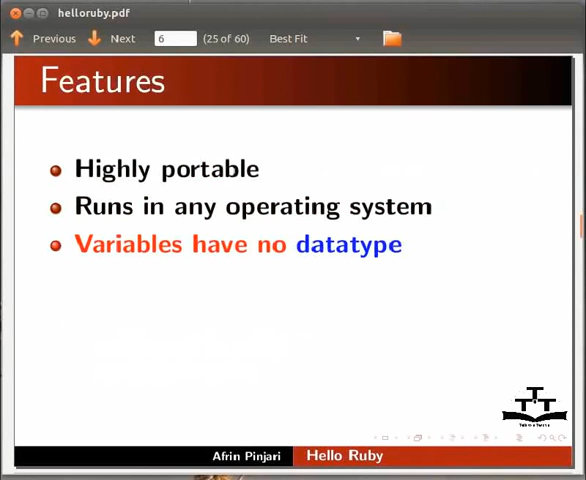 helloruby.pdf
Previous Next 6 (25 of 60) Best Fit
Features
Highly portable
Runs in any operating system
Variables have no datatype
Afrin Pinjari Hello Ruby